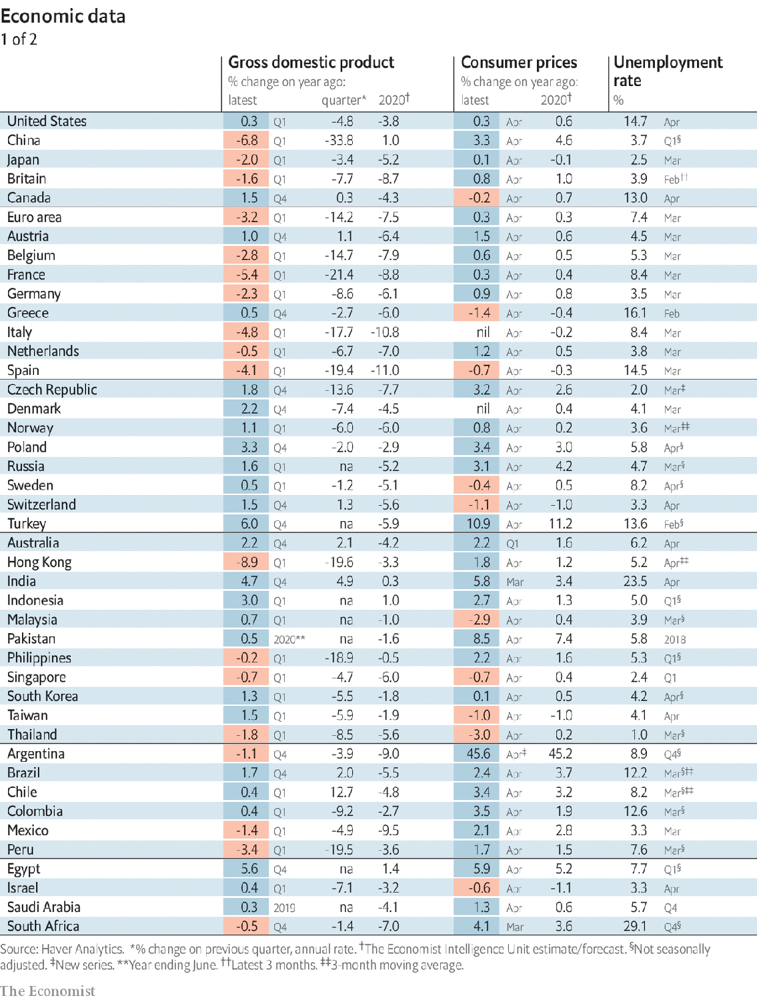 Economic data
1 of 2
Gross domestic product Consumer prices Unemployment
% change on year ago: % change on year ago: rate
latest quarter* 2020† latest 2020† %
United States 0.3 Q1 -4.8 -3.8 0.3 Apr 0.6 14.7 Apr
China -6.8 Q1 -33.8 1.0 3.3 Apr 4.6 3.7 Q1§
Japan -2.0 Q1 -3.4 -5.2 0.1 Apr -0.1 2.5 Mar
Britain -1.6 Q1 -7.7 -8.7 0.8 Apr 1.0 3.9 Feb††
Canada 1.5 Q4 0.3 -4.3 -0.2 Apr 0.7 13.0 Apr
Euro area -3.2 Q1 -14.2 -7.5 0.3 Apr 0.3 7.4 Mar
Austria 1.0 Q4 1.1 -6.4 1.5 Apr 0.6 4.5 Mar
Belgium -2.8 Q1 -14.7 -7.9 0.6 Apr 0.5 5.3 Mar
France -5.4 Q1 -21.4 -8.8 0.3 Apr 0.4 8.4 Mar
Germany -2.3 Q1 -8.6 -6.1 0.9 Apr 0.8 3.5 Mar
Greece 0.5 Q4 -2.7 -6.0 -1.4 Apr -0.4 16.1 Feb
Italy -4.8 Q1 -17.7 -10.8 nil Apr -0.2 8.4 Mar
Netherlands -0.5 Q1 -6.7 -7.0 1.2 Apr 0.5 3.8 Mar
Spain -4.1 Q1 -19.4 -11.0 -0.7 Apr -0.3 14.5 Mar
Czech Republic 1.8 Q4 -13.6 -7.7 3.2 Apr 2.6 2.0 Mar‡
Denmark 2.2 Q4 -7.4 -4.5 nil Apr 0.4 4.1 Mar
Norway 1.1 Q1 -6.0 -6.0 0.8 Apr 0.2 3.6 Mar‡‡
Poland 3.3 Q4 -2.0 -2.9 3.4 Apr 3.0 5.8 Apr§
Russia 1.6 Q1 na -5.2 3.1 Apr 4.2 4.7 Mar§
Sweden 0.5 Q1 -1.2 -5.1 -0.4 Apr 0.5 8.2 Apr§
Switzerland 1.5 Q4 1.3 -5.6 -1.1 Apr -1.0 3.3 Apr
Turkey 6.0 Q4 na -5.9 10.9 Apr 11.2 13.6 Feb§
Australia 2.2 Q4 2.1 -4.2 2.2 Q1 1.6 6.2 Apr
Hong Kong -8.9 Q1 -19.6 -3.3 1.8 Apr 1.2 5.2 Apr‡‡
India 4.7 Q4 4.9 0.3 5.8 Mar 3.4 23.5 Apr
Indonesia 3.0 Q1 na 1.0 2.7 Apr 1.3 5.0 Q1§
Malaysia 0.7 Q1 na -1.0 -2.9 Apr 0.4 3.9 Mar§
Pakistan 0.5 2020** na -1.6 8.5 Apr 7.4 5.8 2018
Philippines -0.2 Q1 -18.9 -0.5 2.2 Apr 1.6 5.3 Q1§
Singapore -0.7 Q1 -4.7 -6.0 -0.7 Apr 0.4 2.4 Q1
South Korea 1.3 Q1 -5.5 -1.8 0.1 Apr 0.5 4.2 Apr§
Taiwan 1.5 Q1 -5.9 -1.9 -1.0 Apr -1.0 4.1 Apr
Thailand -1.8 Q1 -8.5 -5.6 -3.0 Apr 0.2 1.0 Mar§
Argentina -1.1 Q4 -3.9 -9.0 45.6 Apr‡ 45.2 8.9 Q4§
Brazil 1.7 Q4 2.0 -5.5 2.4 Apr 3.7 12.2 Mar§‡‡
Chile 0.4 Q1 12.7 -4.8 3.4 Apr 3.2 8.2 Mar§‡‡
Colombia 0.4 Q1 -9.2 -2.7 3.5 Apr 1.9 12.6 Mar§
Mexico -1.4 Q1 -4.9 -9.5 2.1 Apr 2.8 3.3 Mar
Peru -3.4 Q1 -19.5 -3.6 1.7 Apr 1.5 7.6 Mar§
Egypt 5.6 Q4 na 1.4 5.9 Apr 5.2 7.7 Q1§
Israel 0.4 Q1 -7.1 -3.2 -0.6 Apr -1.1 3.3 Apr
Saudi Arabia 0.3 2019 na -4.1 1.3 Apr 0.6 5.7 Q4
South Africa -0.5 Q4 -1.4 -7.0 4.1 Mar 3.6 29.1 Q4§
Source: Haver Analytics. *% change on previous quarter, annual rate. †The Economist Intelligence Unit estimate/forecast. §Not seasonally
adjusted. ‡New series. **Year ending June. ††Latest 3 months. ‡‡3-month moving average.
The Economist